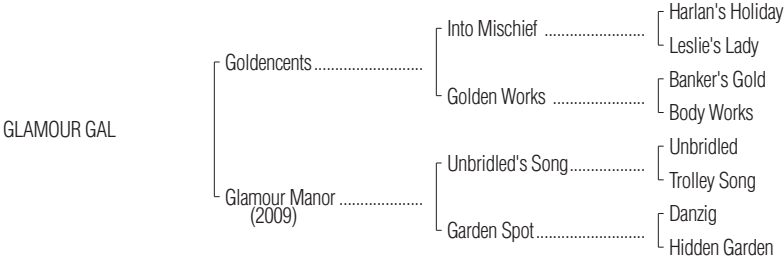 GLAMOUR GAL
Goldencents
Glamour Manor
(2009)
Into Mischief
Golden Works
Unbridled's Song
Garden Spot
Harlan's Holiday
Leslie's Lady
Banker's Gold
Body Works
Unbridled
Trolley Song
Danzig
Hidden Garden